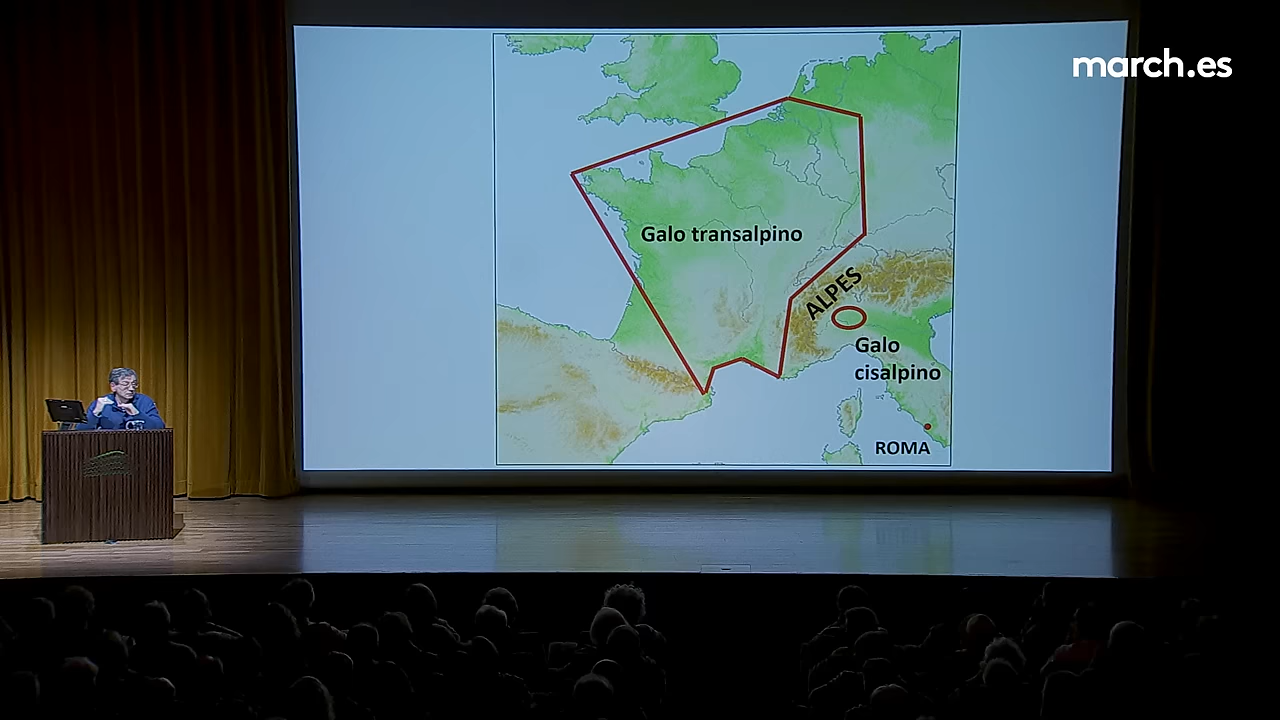 march.es
Galo transalpino
ALPES
Galo
cisalpino
ROMA